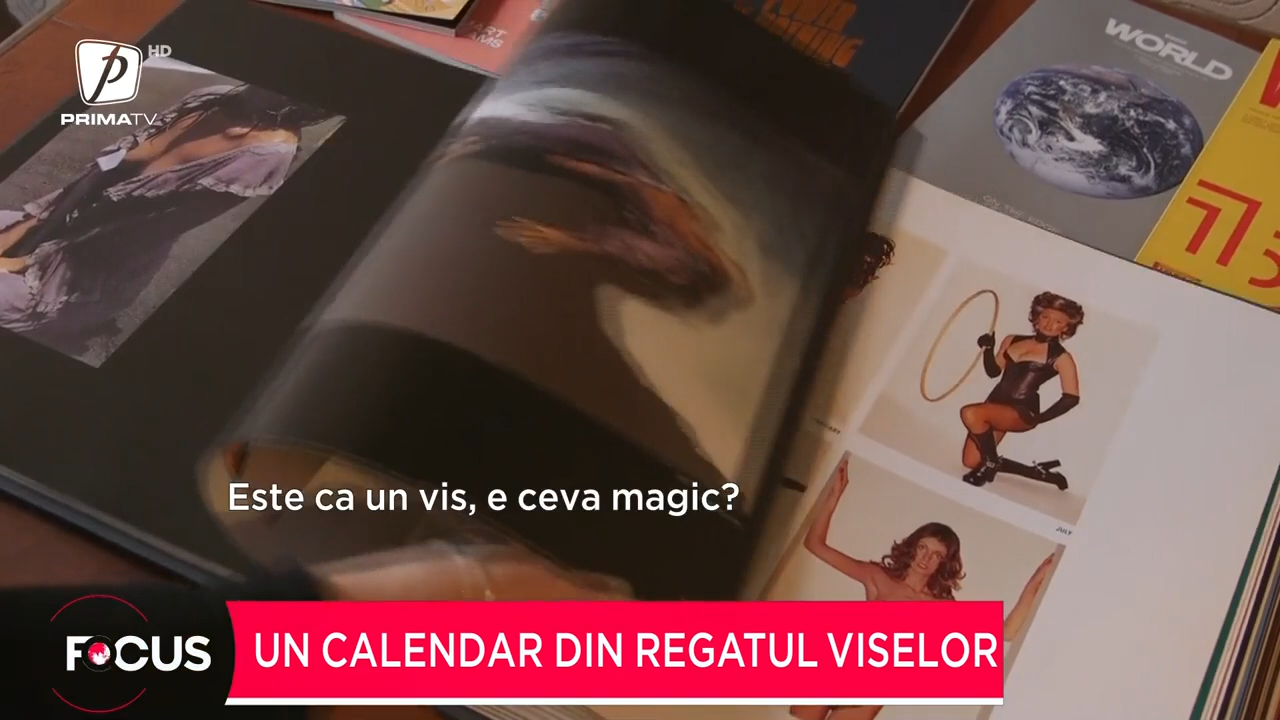 PRIMATV
HD
WORLD
Este ca un vis, e ceva magic?
JULY
FOCUS
UN CALENDAR DIN REGATUL VISELOR